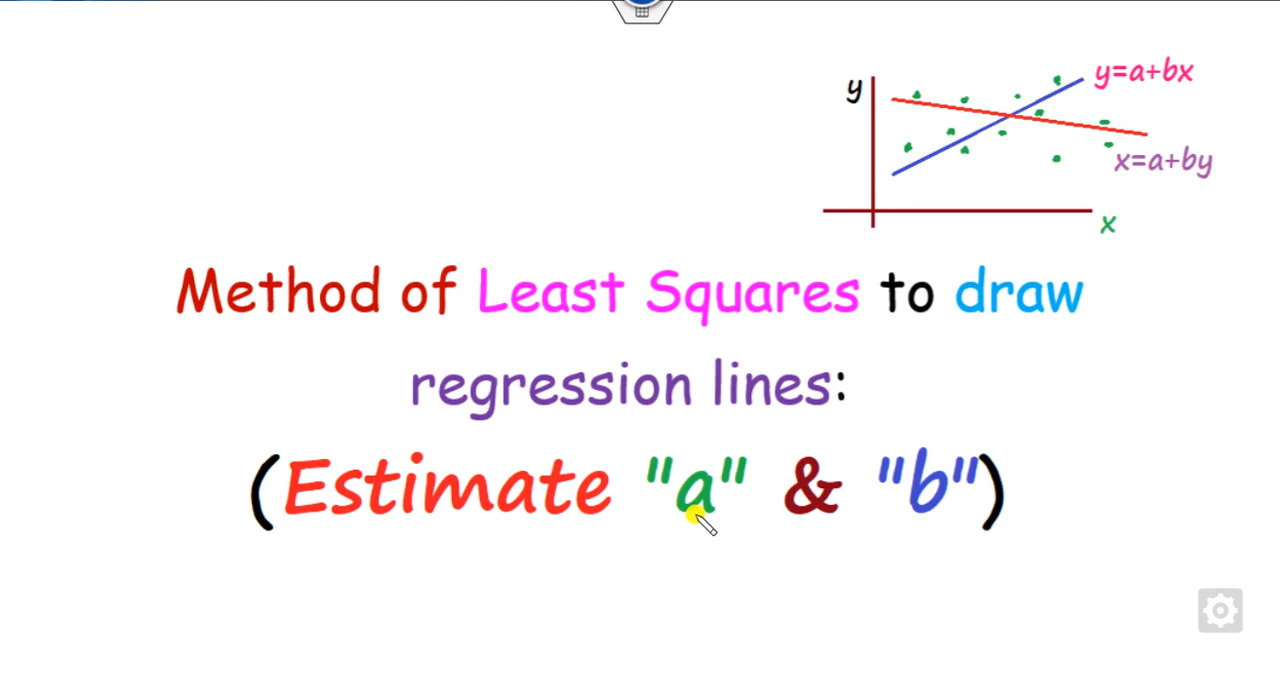 y
y=a+bx
x=a+by
x
Method of Least Squares to draw
regression lines:
(Estimate "a" & "b")